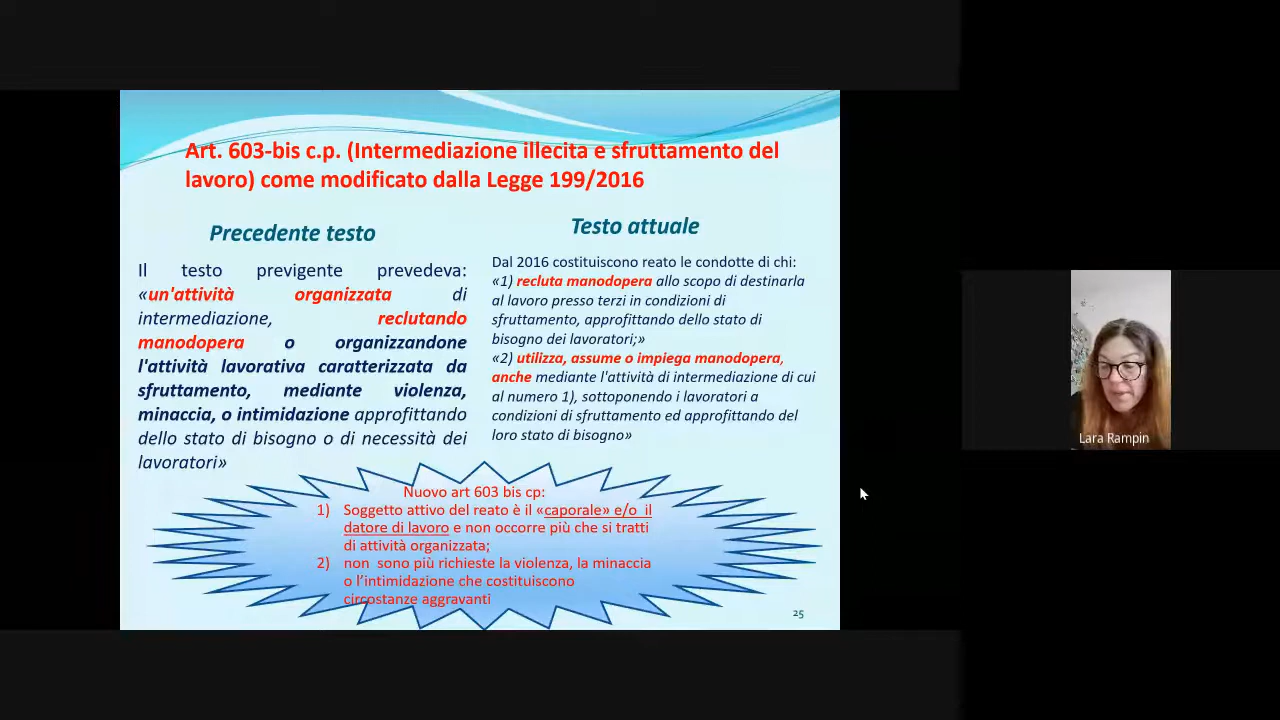 Art. 603-bis c.p. (Intermediazione illecita e sfruttamento del
lavoro) come modificato dalla Legge 199/2016
Precedente testo
Il testo previgente prevedeva:
«un'attività organizzata di
intermediazione, reclutando
manodopera o organizzandone
l'attività lavorativa caratterizzata da
sfruttamento, mediante violenza,
minaccia, o intimidazione approfittando
dello stato di bisogno o di necessità dei
lavoratori»
Testo attuale
Dal 2016 costituiscono reato le condotte di chi:
«1) recluta manodopera allo scopo di destinarla
al lavoro presso terzi in condizioni di
sfruttamento, approfittando dello stato di
bisogno dei lavoratori;»
«2) utilizza, assume o impiega manodopera,
anche mediante l'attività di intermediazione di cui
al numero 1), sottoponendo i lavoratori a
condizioni di sfruttamento ed approfittando del
loro stato di bisogno»
Nuovo art 603 bis cp:
1) Soggetto attivo del reato è il «caporale» e/o il
datore di lavoro e non occorre più che si tratti
di attività organizzata;
2) non sono più richieste la violenza, la minaccia
o l'intimidazione che costituiscono
circostanze aggravanti
25
Lara Rampin